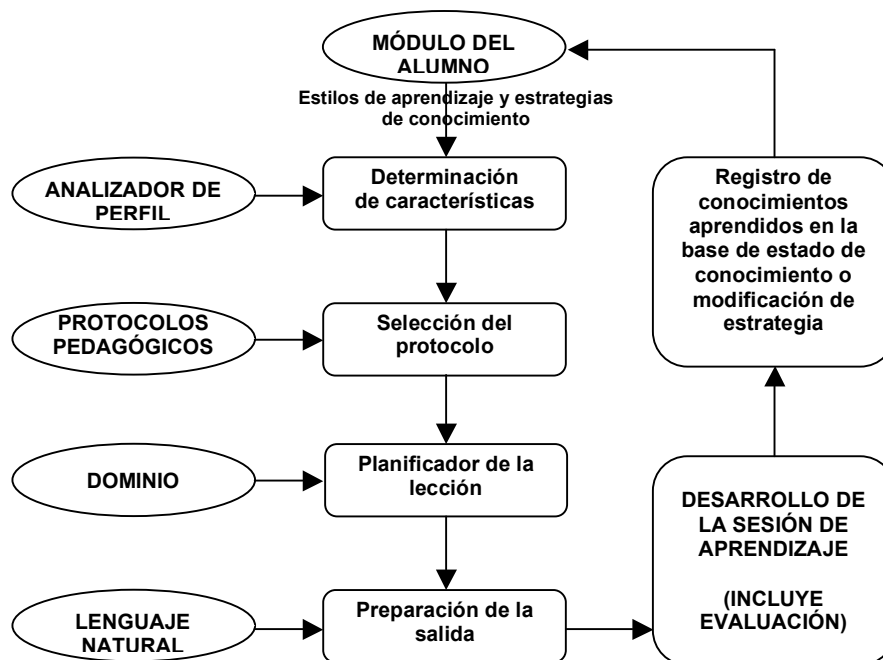 MÓDULO DEL
ALUMNO
Estilos de aprendizaje y estrategias
de conocimiento
ANALIZADOR DE
PERFIL
Determinación
de características
Registro de
conocimientos
aprendidos en la
base de estado de
conocimiento o
modificación de
estrategia
PROTOCOLOS
PEDAGÓGICOS
Selección del
protocolo
DOMINIO
Planificador de la
lección
DESARROLLO DE
LA SESIÓN DE
APRENDIZAJE
(INCLUYE
EVALUACIÓN)
LENGUAJE
NATURAL
Preparación de la
salida